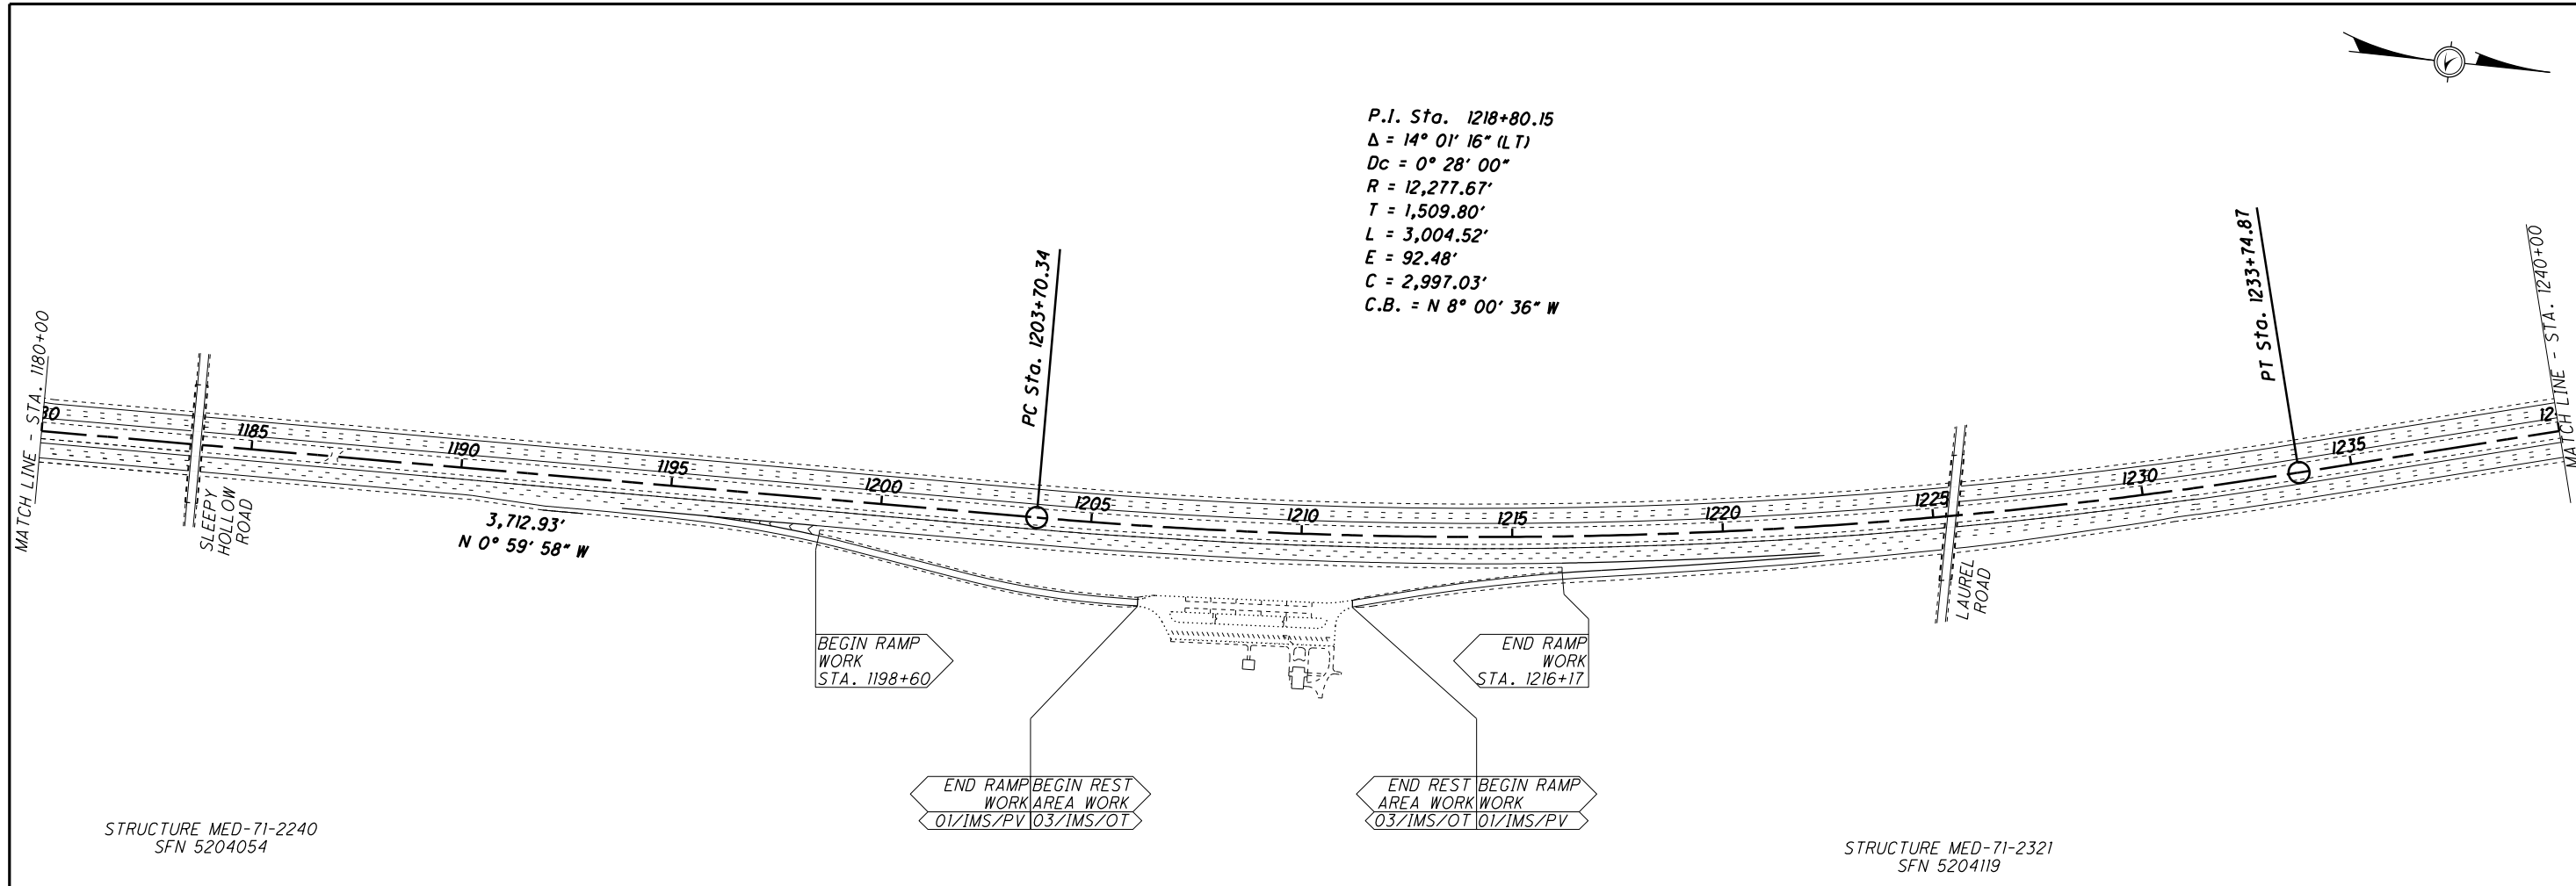 P.I. Sta. 1218+80.15
Δ = 14° 01' 16" (LT)
Dc = 0° 28' 00"
R = 12,277.67'
T = 1,509.80'
L = 3,004.52'
E = 92.48'
C = 2,997.03'
C.B. = N 8° 00' 36" W
MATCH LINE - STA. 1180+00
PC Sta. 1203+70.34
PT Sta. 1233+74.87
MATCH LINE - STA. 1240+00
1185
1190
1195
1200
1205
1210
1215
1220
1225
1230
1235
12
SLEEPY
HOLLOW
ROAD
3,712.93'
N 0° 59' 58" W
LAUREL
ROAD
BEGIN RAMP
WORK
STA. 1198+60
END RAMP
WORK
STA. 1216+17
END RAMP
WORK
01/IMS/PV
BEGIN REST
AREA WORK
03/IMS/OT
END REST
AREA WORK
03/IMS/OT
BEGIN RAMP
WORK
01/IMS/PV
STRUCTURE MED-71-2240
SFN 5204054
STRUCTURE MED-71-2321
SFN 5204119